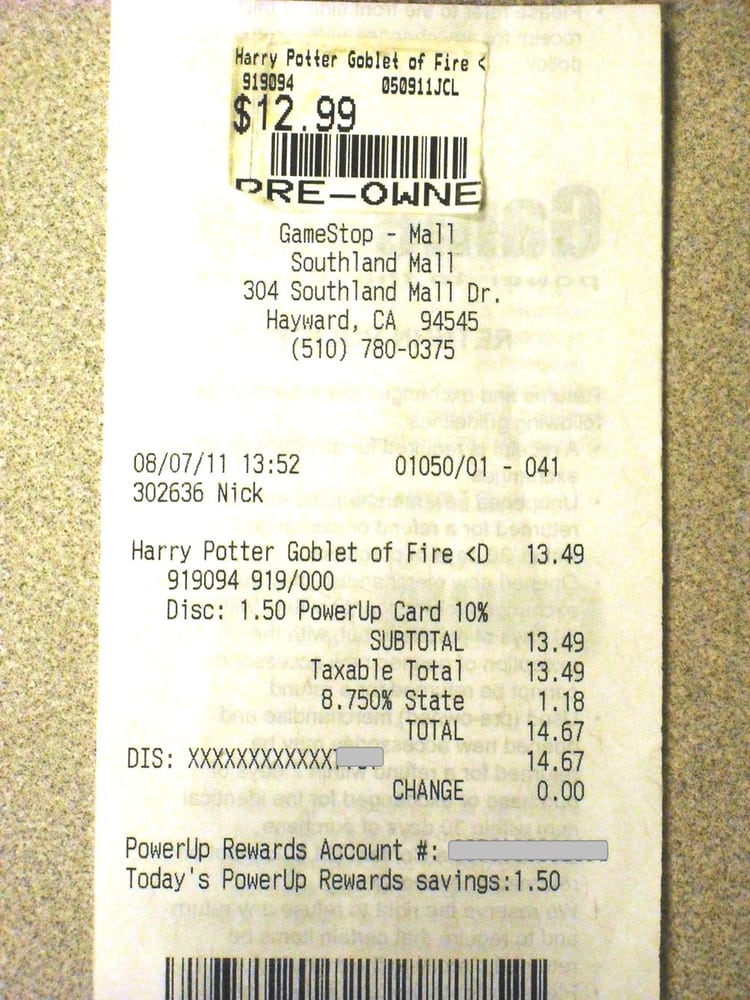 Harry Potter Goblet of Fire <
919094 050911JCL
$12.99
PRE-OWNE
GameStop - Mall
Southland Mall
304 Southland Mall Dr.
Hayward, CA 94545
(510) 780-0375
08/07/11 13:52 01050/01 - 041
302636 Nick
Harry Potter Goblet of Fire <D 13.49
919094 919/000
Disc: 1.50 PowerUp Card 10%
SUBTOTAL 13.49
Taxable Total 13.49
8.750% State 1.18
TOTAL 14.67
DIS: XXXXXXXXXXXX 14.67
CHANGE 0.00
PowerUp Rewards Account #:
Today's PowerUp Rewards savings:1.50